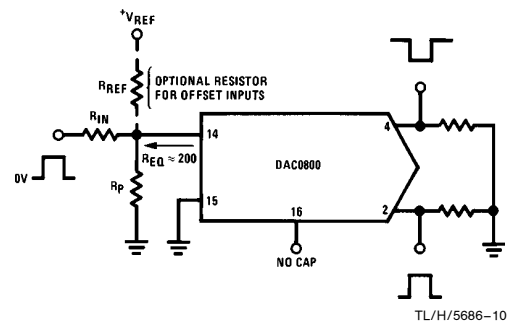 +VREF
RREF
OPTIONAL RESISTOR
FOR OFFSET INPUTS
RIN
14
4
REQ ≈ 200
DAC0800
0V
RP
15
16
2
NO CAP
TL/H/5686–10